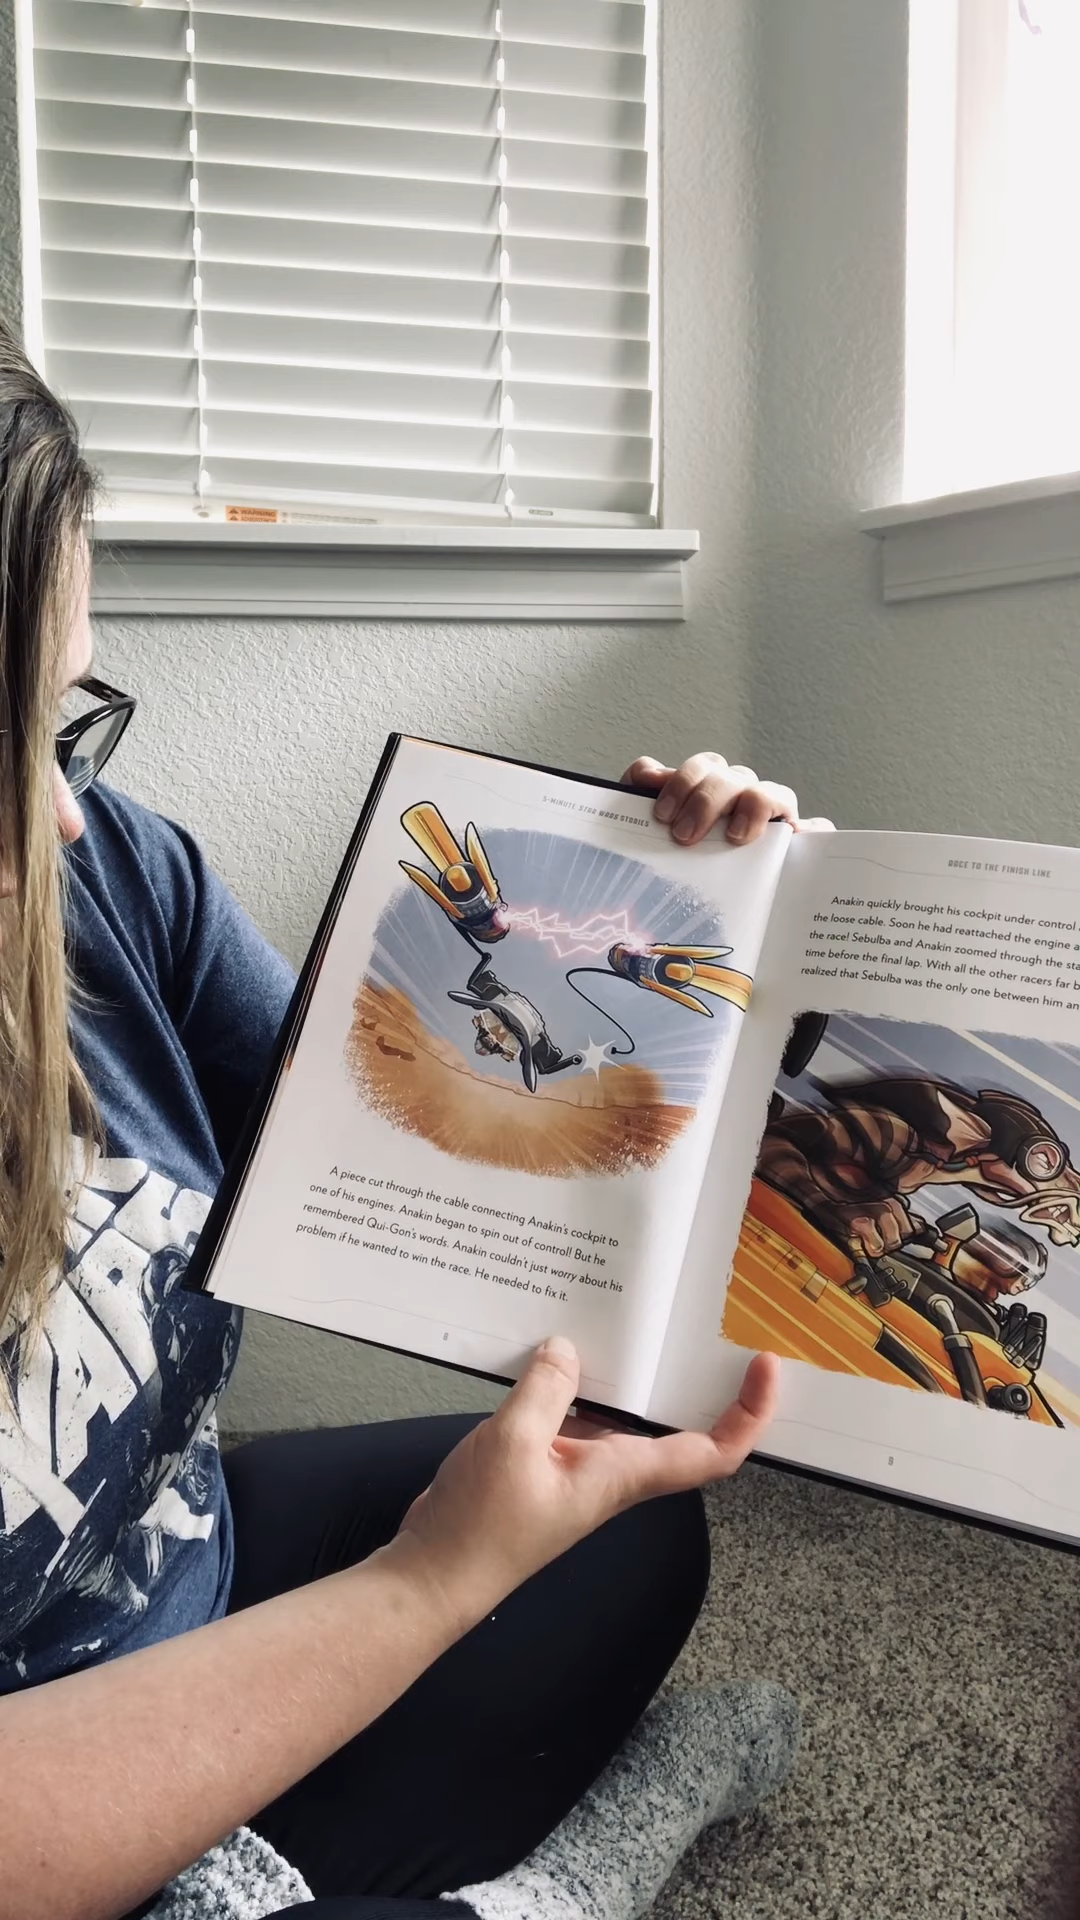 WARNING
5-MINUTE STAR WARS STORIES
A piece cut through the cable connecting Anakin's cockpit to
one of his engines. Anakin began to spin out of control! But he
remembered Qui-Gon's words. Anakin couldn't just worry about his
problem if he wanted to win the race. He needed to fix it.
8
RACE TO THE FINISH LINE
Anakin quickly brought his cockpit under control
the loose cable. Soon he had reattached the engine a
the race! Sebulba and Anakin zoomed through the sta
time before the final lap. With all the other racers far b
realized that Sebulba was the only one between him an
9